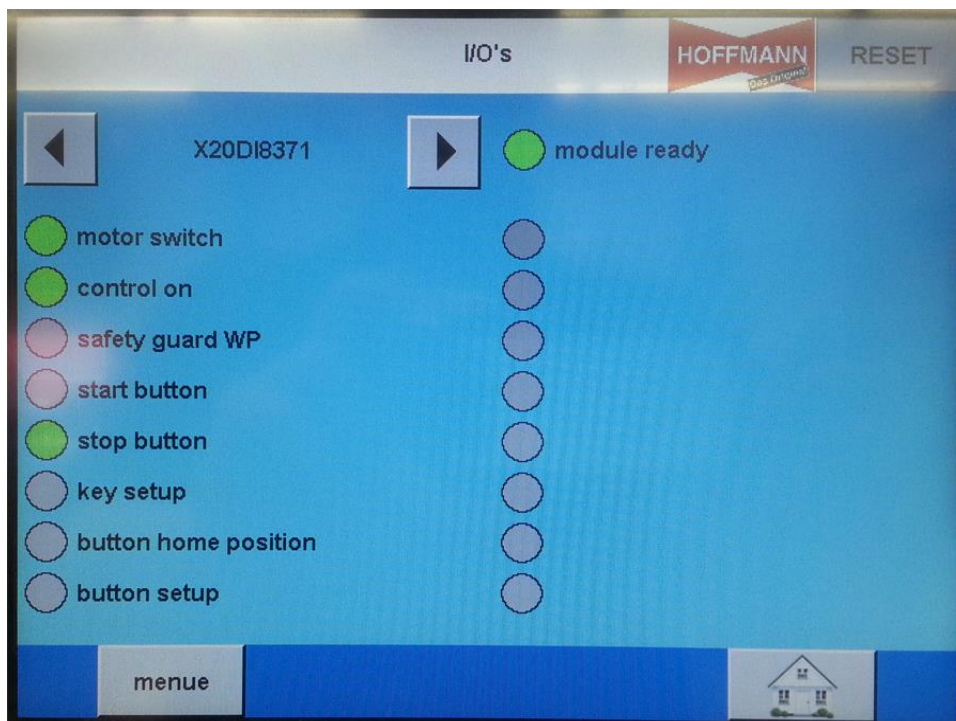 I/O's
HOFFMANN
Das Original
RESET
X20DI8371
module ready
motor switch
control on
safety guard WP
start button
stop button
key setup
button home position
button setup
menue